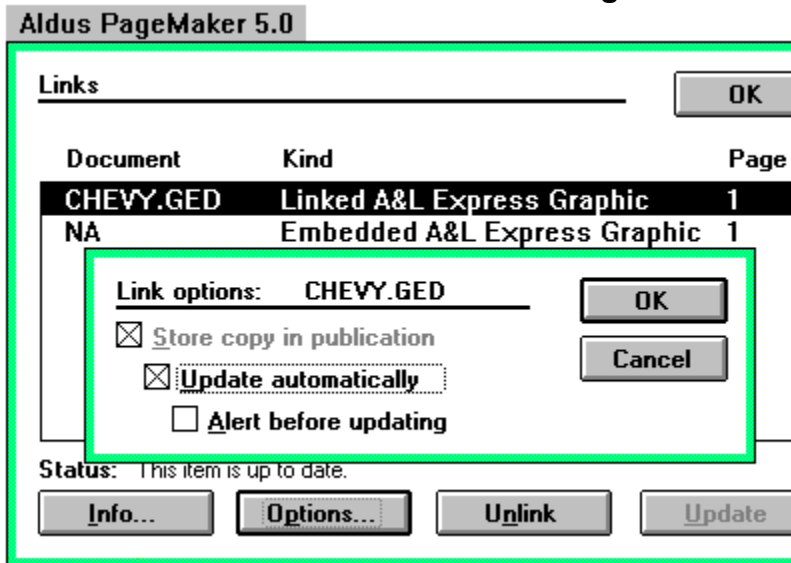 Aldus PageMaker 5.0
Links
OK
Document Kind Page
CHEVY.GED Linked A&L Express Graphic 1
NA Embedded A&L Express Graphic 1
Link options: CHEVY.GED
OK
Store copy in publication
Cancel
Update automatically
Alert before updating
Status: This item is up to date.
Info... Options... Unlink Update